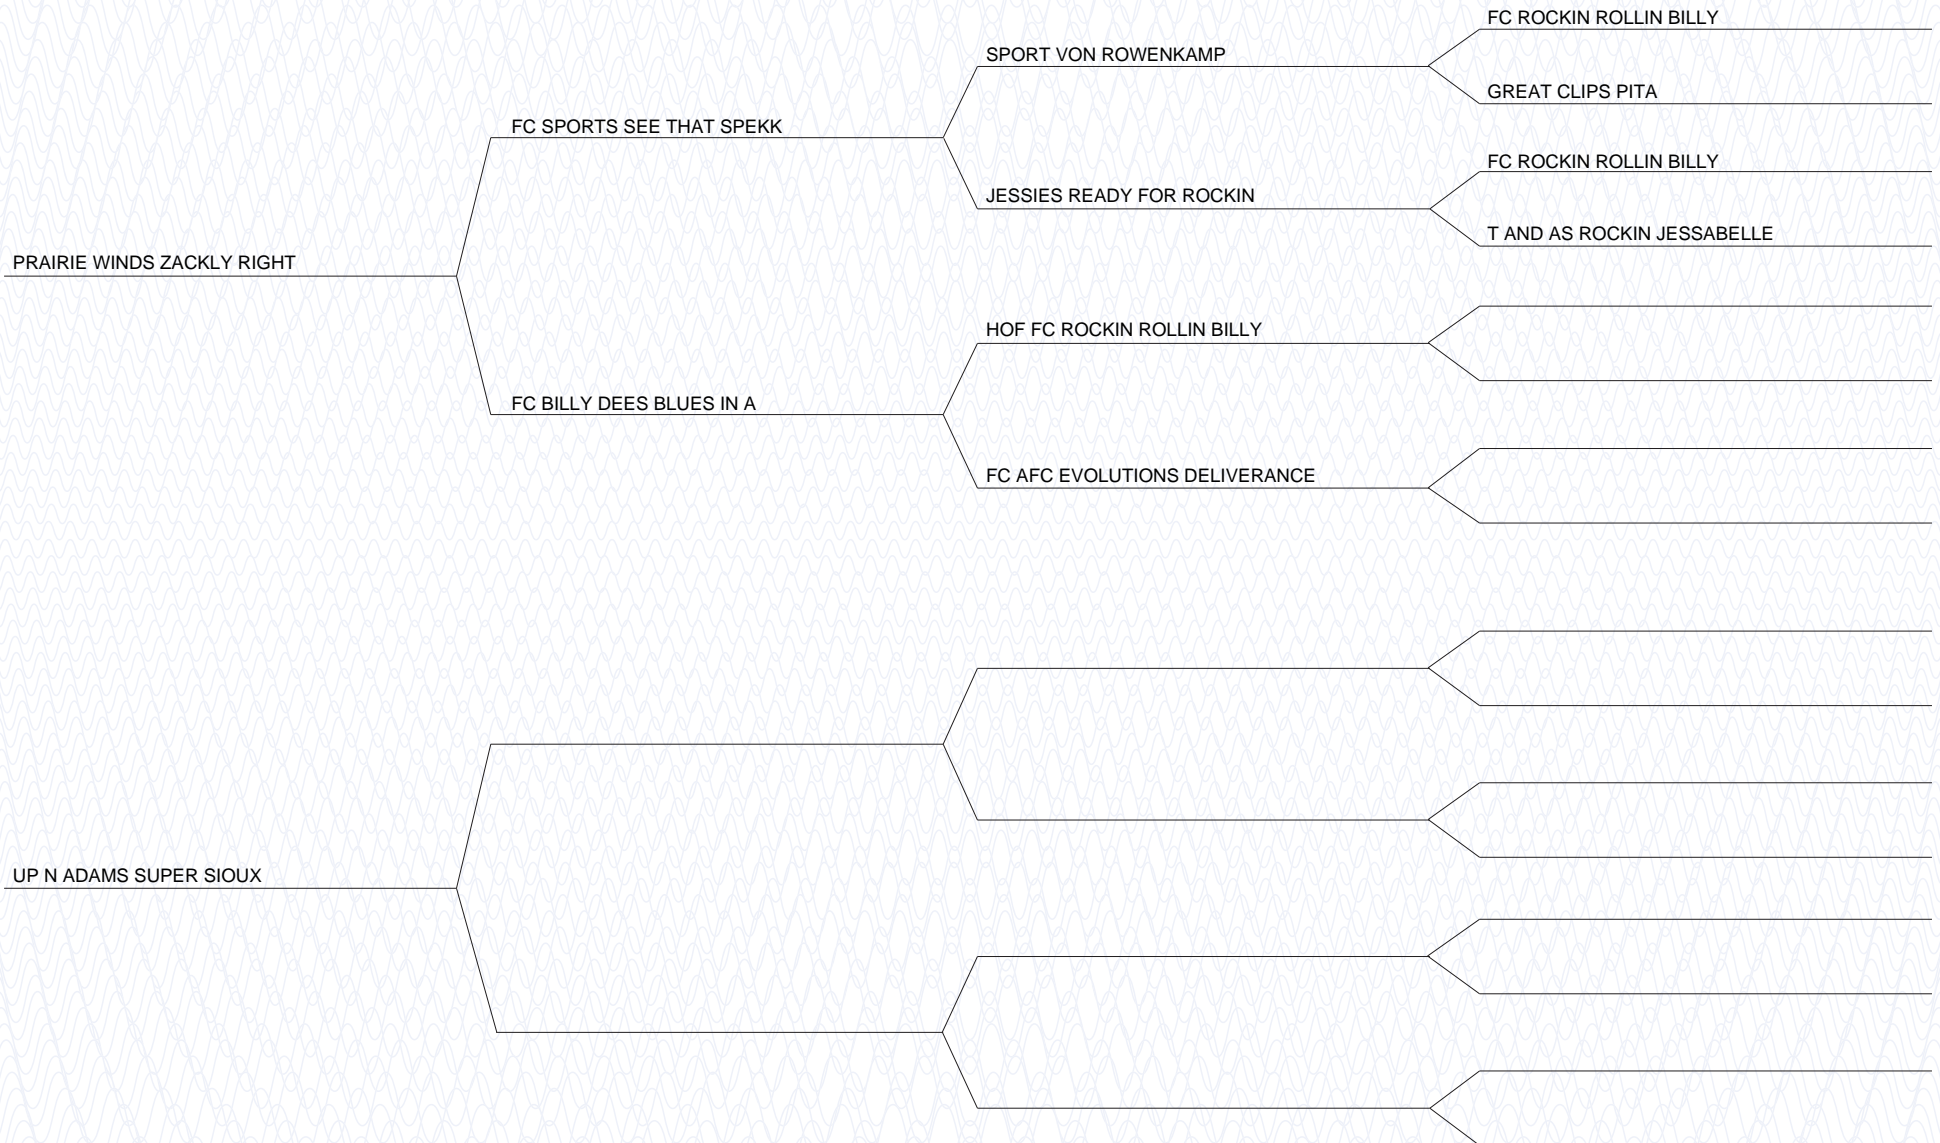 FC ROCKIN ROLLIN BILLY
SPORT VON ROWENKAMP
GREAT CLIPS PITA
FC SPORTS SEE THAT SPEKK
FC ROCKIN ROLLIN BILLY
JESSIES READY FOR ROCKIN
T AND AS ROCKIN JESSABELLE
PRAIRIE WINDS ZACKLY RIGHT
HOF FC ROCKIN ROLLIN BILLY
FC BILLY DEES BLUES IN A
FC AFC EVOLUTIONS DELIVERANCE
UP N ADAMS SUPER SIOUX